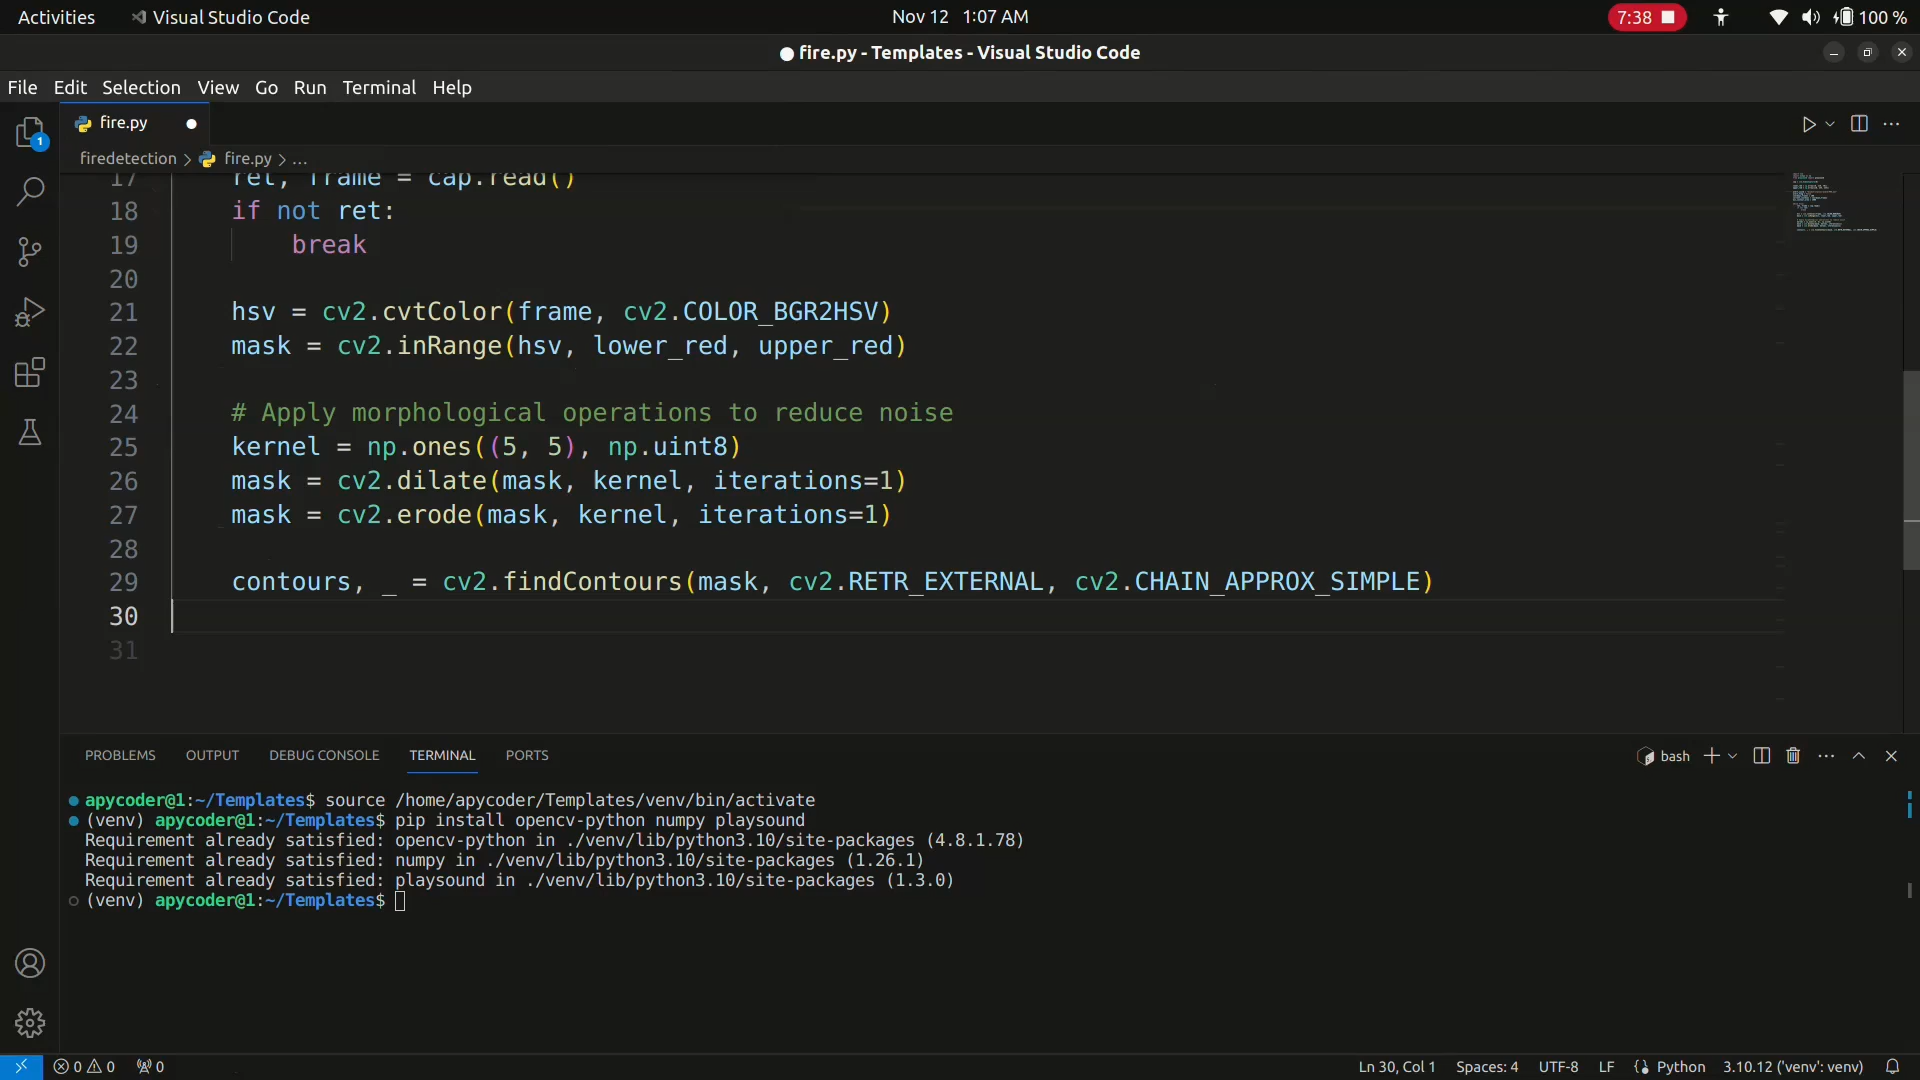 Activities Visual Studio Code Nov 12 1:07 AM 7:38 100 %
● fire.py - Templates - Visual Studio Code
File Edit Selection View Go Run Terminal Help
1 fire.py
firedetection > fire.py > ...
17 ret, frame = cap.read()
18 if not ret:
19 break
20
21 hsv = cv2.cvtColor(frame, cv2.COLOR_BGR2HSV)
22 mask = cv2.inRange(hsv, lower_red, upper_red)
23
24 # Apply morphological operations to reduce noise
25 kernel = np.ones((5, 5), np.uint8)
26 mask = cv2.dilate(mask, kernel, iterations=1)
27 mask = cv2.erode(mask, kernel, iterations=1)
28
29 contours, _ = cv2.findContours(mask, cv2.RETR_EXTERNAL, cv2.CHAIN_APPROX_SIMPLE)
30
31
PROBLEMS OUTPUT DEBUG CONSOLE TERMINAL PORTS bash
apycoder@1:~/Templates$ source /home/apycoder/Templates/venv/bin/activate
(venv) apycoder@1:~/Templates$ pip install opencv-python numpy playsound
Requirement already satisfied: opencv-python in ./venv/lib/python3.10/site-packages (4.8.1.78)
Requirement already satisfied: numpy in ./venv/lib/python3.10/site-packages (1.26.1)
Requirement already satisfied: playsound in ./venv/lib/python3.10/site-packages (1.3.0)
(venv) apycoder@1:~/Templates$
0 0 0 Ln 30, Col 1 Spaces: 4 UTF-8 LF Python 3.10.12 ('venv': venv)